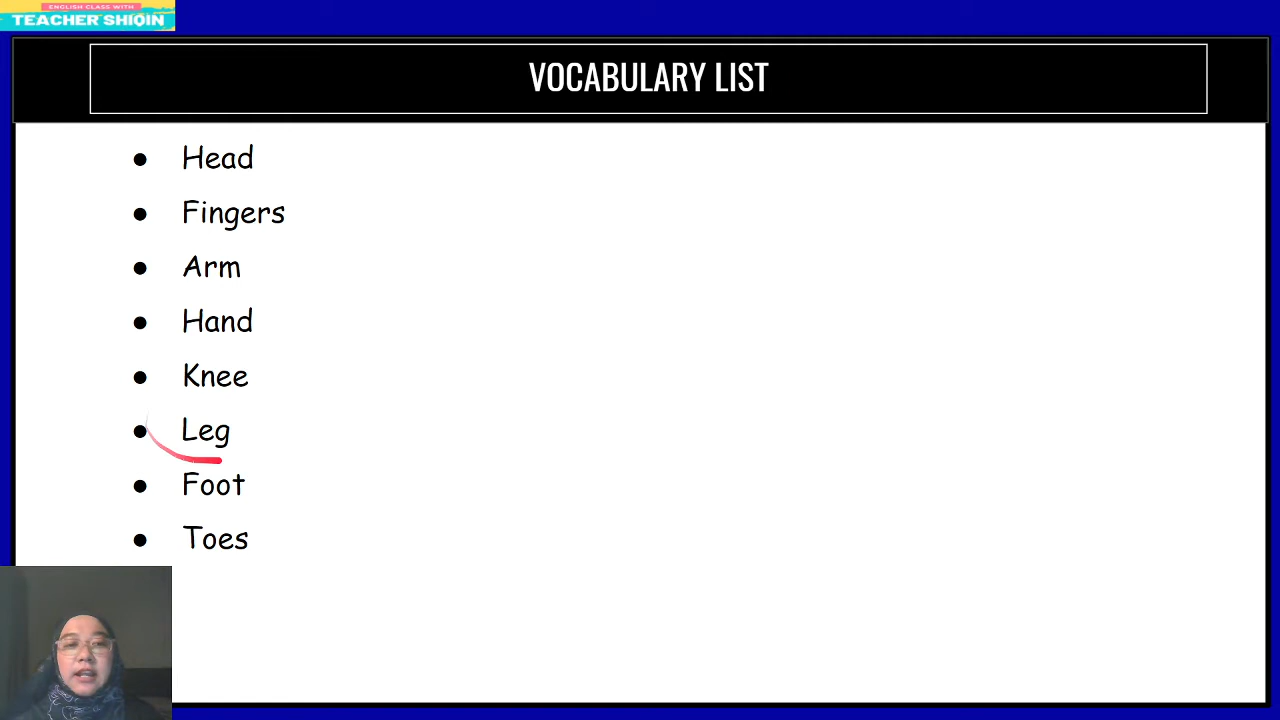 ENGLISH CLASS WITH
TEACHER SHIQIN
VOCABULARY LIST
● Head
● Fingers
● Arm
● Hand
● Knee
● Leg
● Foot
● Toes